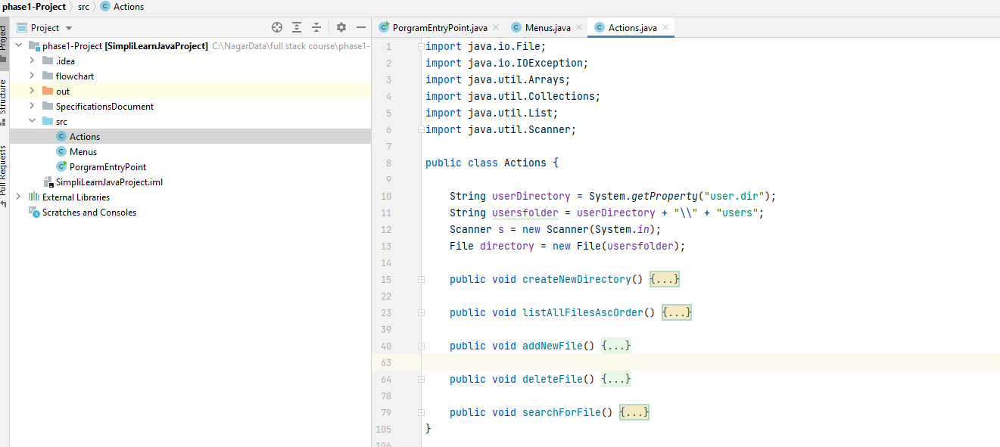 phase1-Project src Actions
Project
PorgramEntryPoint.java Menus.java Actions.java
Project
Structure
Pull Requests
phase1-Project [SimpliLearnJavaProject] C:\NagarData\full stack course\phase1-
.idea
flowchart
out
SpecificationsDocument
src
Actions
Menus
PorgramEntryPoint
SimpliLearnJavaProject.iml
External Libraries
Scratches and Consoles
1 import java.io.File;
2 import java.io.IOException;
3 import java.util.Arrays;
4 import java.util.Collections;
5 import java.util.List;
6 import java.util.Scanner;
7
8 public class Actions {
9
10 String userDirectory = System.getProperty("user.dir");
11 String usersfolder = userDirectory + "\\" + "users";
12 Scanner s = new Scanner(System.in);
13 File directory = new File(usersfolder);
14
15 public void createNewDirectory() {...}
22
23 public void listAllFilesAscOrder() {...}
39
40 public void addNewFile() {...}
63
64 public void deleteFile() {...}
78
79 public void searchForFile() {...}
105 }
106